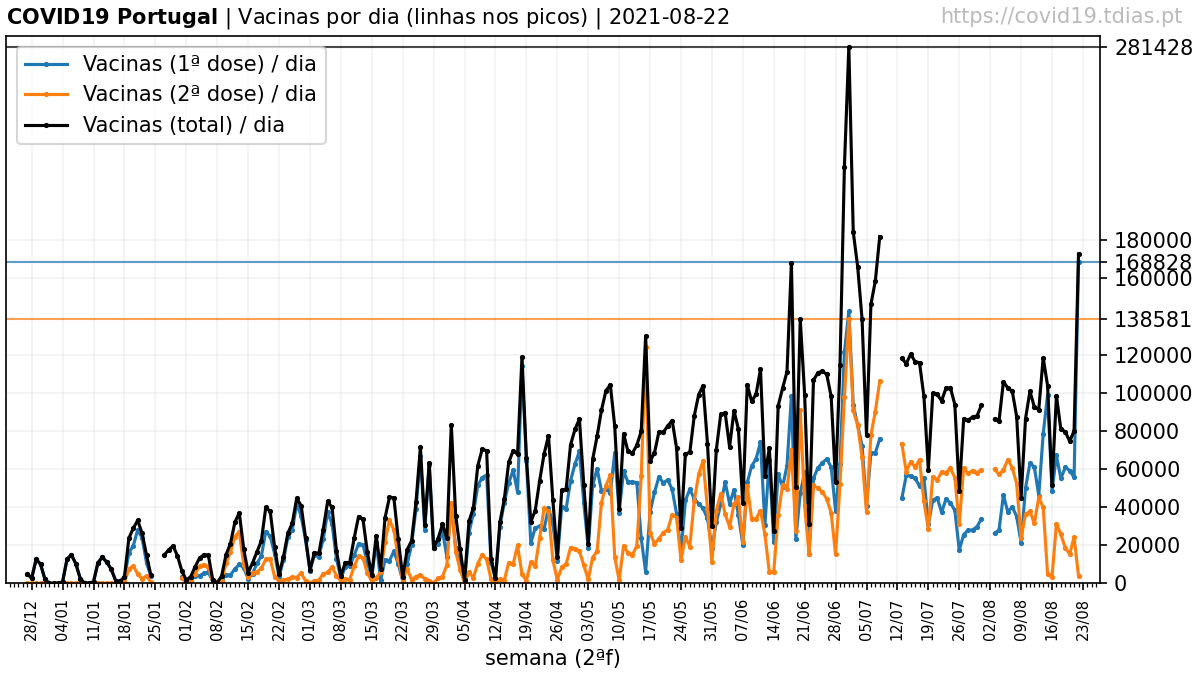 COVID19 Portugal | Vacinas por dia (linhas nos picos) | 2021-08-22
https://covid19.tdias.pt
Vacinas (1ª dose) / dia
Vacinas (2ª dose) / dia
Vacinas (total) / dia
281428
180000
168828
160000
138581
120000
100000
80000
60000
40000
20000
0
28/12 04/01 11/01 18/01 25/01 01/02 08/02 15/02 22/02 01/03 08/03 15/03 22/03 29/03 05/04 12/04 19/04 26/04 03/05 10/05 17/05 24/05 31/05 07/06 14/06 21/06 28/06 05/07 12/07 19/07 26/07 02/08 09/08 16/08 23/08
semana (2ªf)